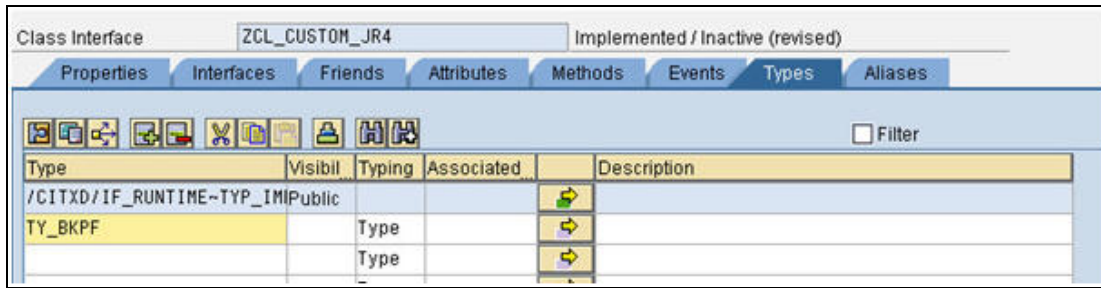 Class Interface ZCL_CUSTOM_JR4 Implemented / Inactive (revised)
Properties Interfaces Friends Attributes Methods Events Types Aliases
Filter
Type Visibil... Typing Associated... Description
/CITXD/IF_RUNTIME~TYP_IM Public
TY_BKPF Type
Type